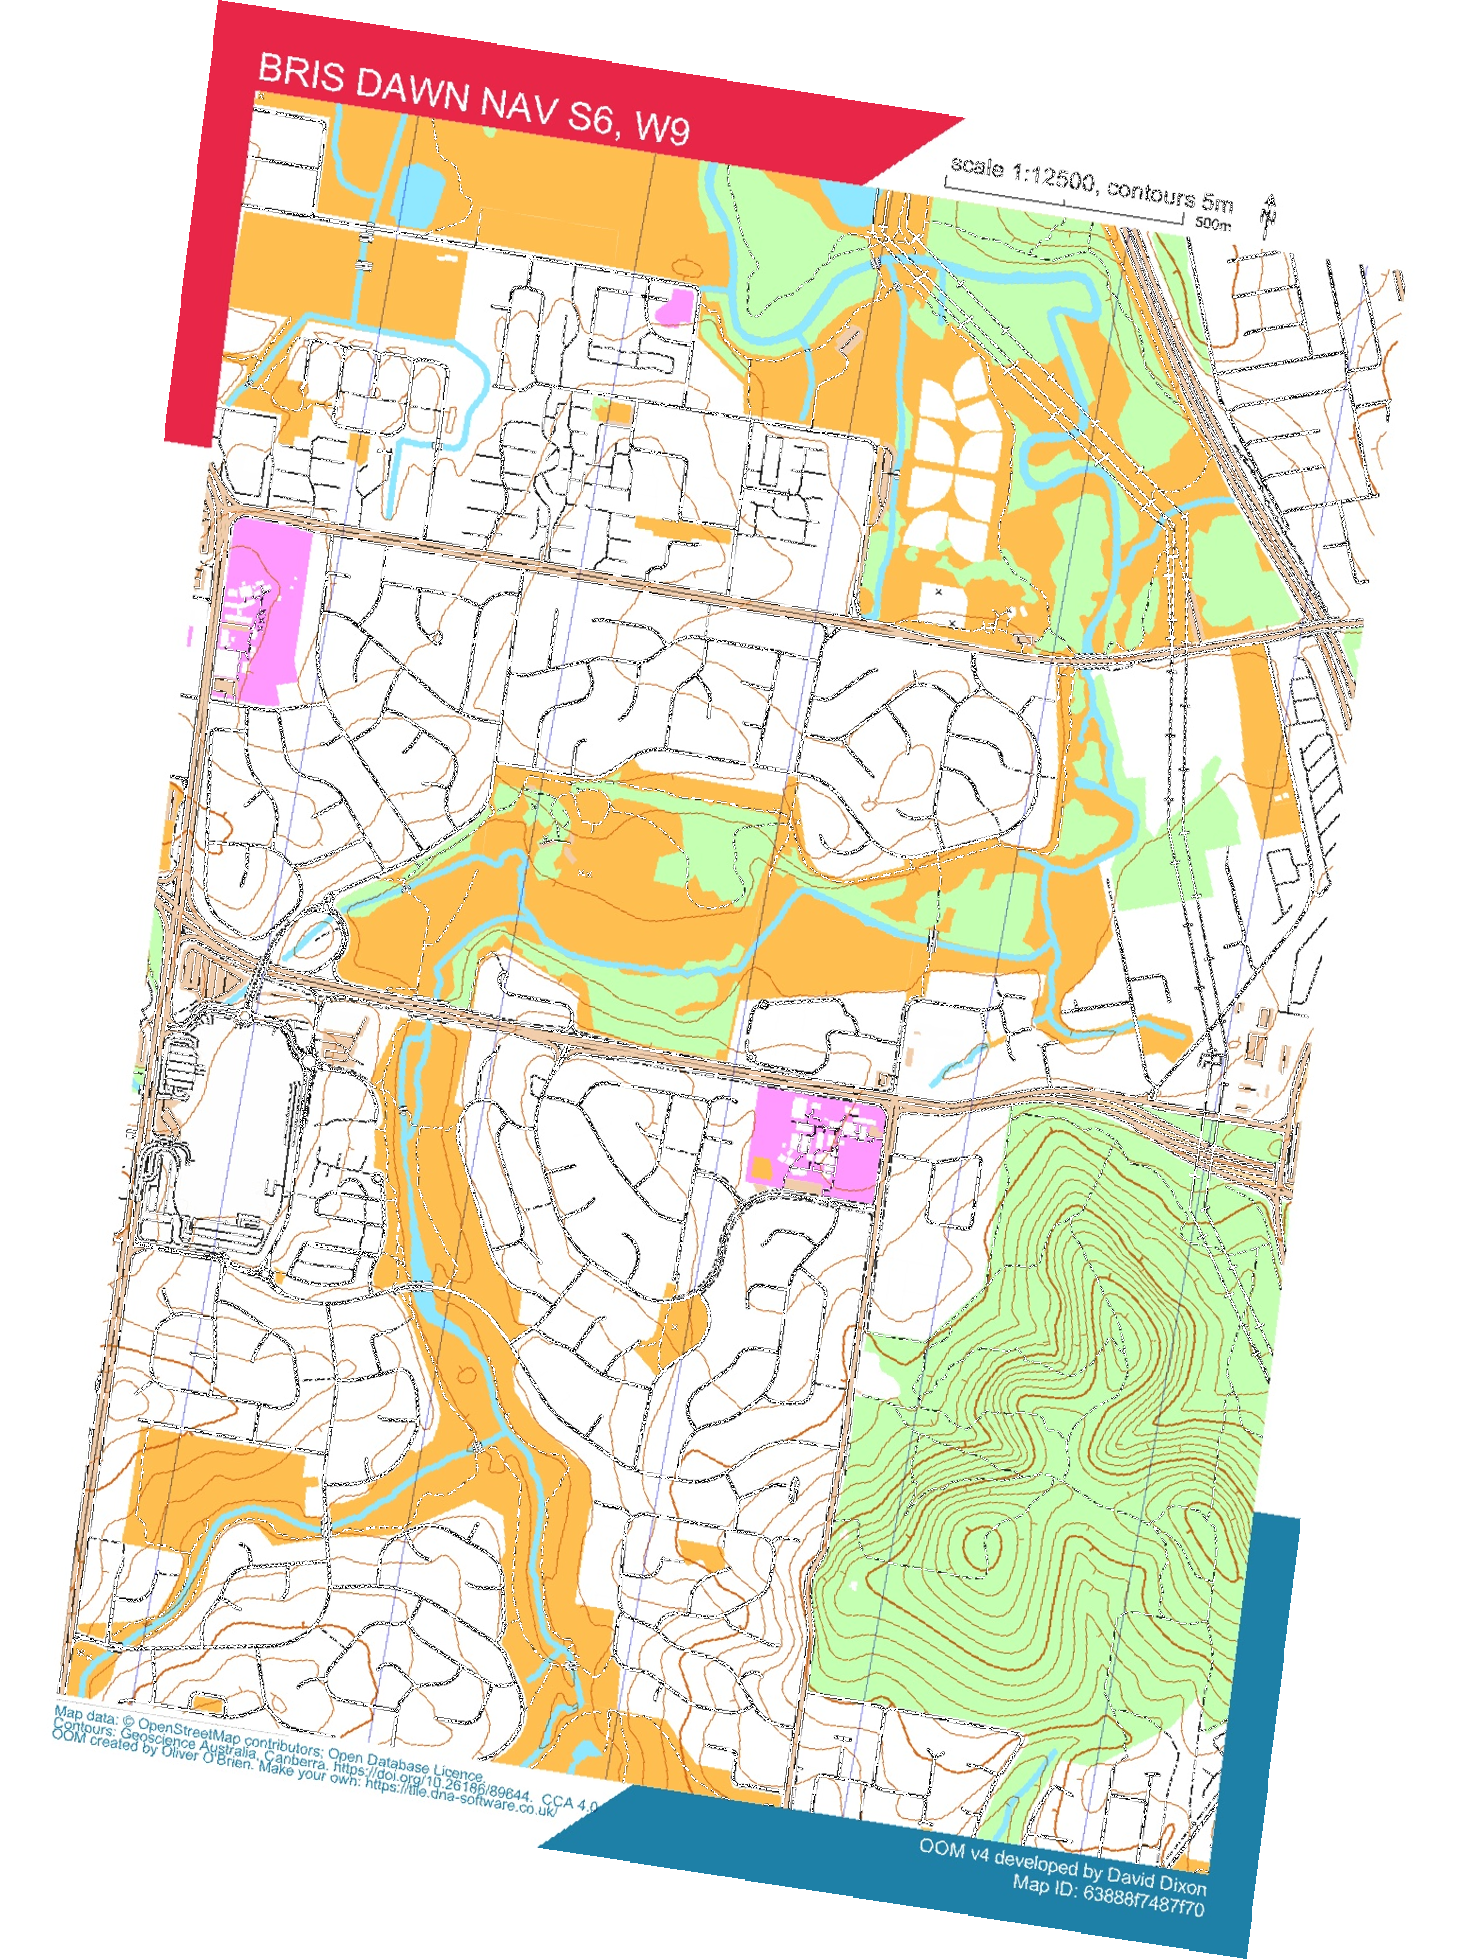 BRIS DAWN NAV S6, W9
scale 1:12500, contours 5m
500m
Map data: © OpenStreetMap contributors; Open Database Licence.
Contours: Geoscience Australia, Canberra. https://doi.org/10.26186/89644. CCA 4.0
OOM created by Oliver O'Brien. Make your own: https://tile.dna-software.co.uk/
OOM v4 developed by David Dixon
Map ID: 63888f7487f70